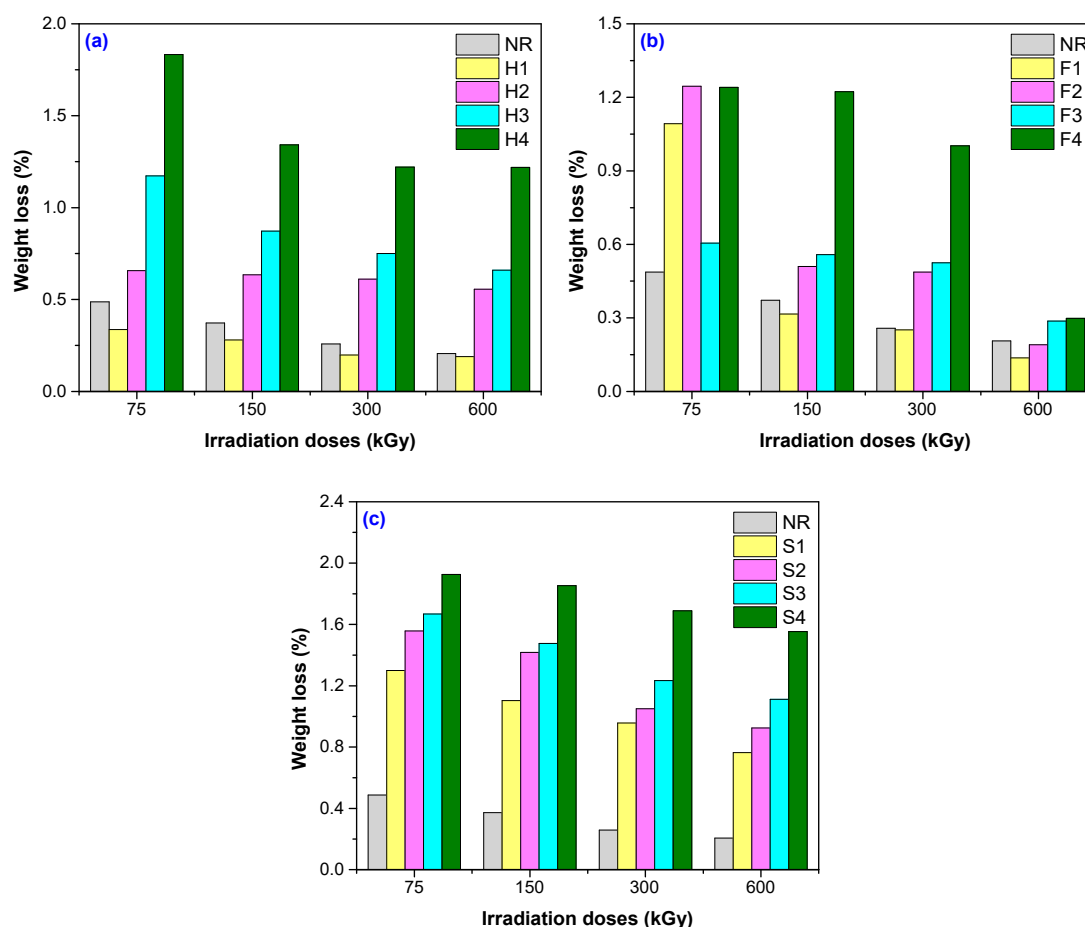 (a)
NR
H1
H2
H3
H4
2.0
1.5
1.0
0.5
0.0
Weight loss (%)
75 150 300 600
Irradiation doses (kGy)
(b)
NR
F1
F2
F3
F4
1.5
1.2
0.9
0.6
0.3
0.0
Weight loss (%)
75 150 300 600
Irradiation doses (kGy)
(c)
NR
S1
S2
S3
S4
2.4
2.0
1.6
1.2
0.8
0.4
0.0
Weight loss (%)
75 150 300 600
Irradiation doses (kGy)